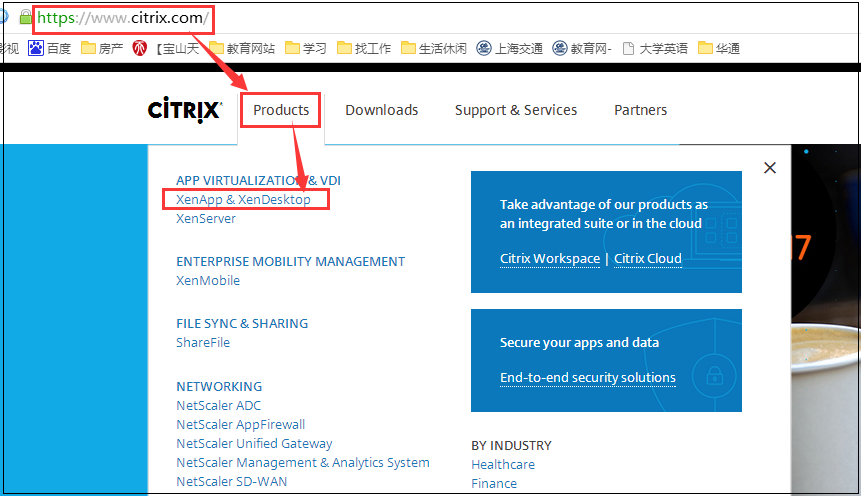 https://www.citrix.com/
影视 百度 房产 【宝山天 教育网站 学习 找工作 生活休闲 上海交通 教育网- 大学英语 华通
CİTRIX
Products Downloads Support & Services Partners
APP VIRTUALIZATION & VDI
XenApp & XenDesktop
XenServer
ENTERPRISE MOBILITY MANAGEMENT
XenMobile
FILE SYNC & SHARING
ShareFile
NETWORKING
NetScaler ADC
NetScaler AppFirewall
NetScaler Unified Gateway
NetScaler Management & Analytics System
NetScaler SD-WAN
Take advantage of our products as
an integrated suite or in the cloud
Citrix Workspace | Citrix Cloud
Secure your apps and data
End-to-end security solutions
BY INDUSTRY
Healthcare
Finance